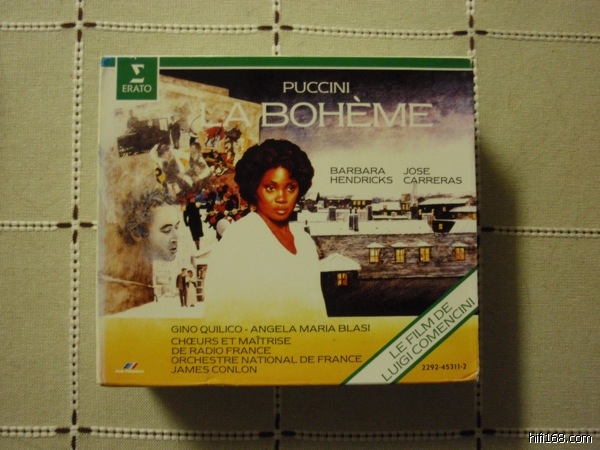 ERATO
PUCCINI
LA BOHÈME
BARBARA HENDRICKS
JOSE CARRERAS
GINO QUILICO - ANGELA MARIA BLASI
CHŒURS ET MAÎTRISE
DE RADIO FRANCE
ORCHESTRE NATIONAL DE FRANCE
JAMES CONLON
LE FILM DE
LUIGI COMENCINI
2292-45311-2
hifi168.com